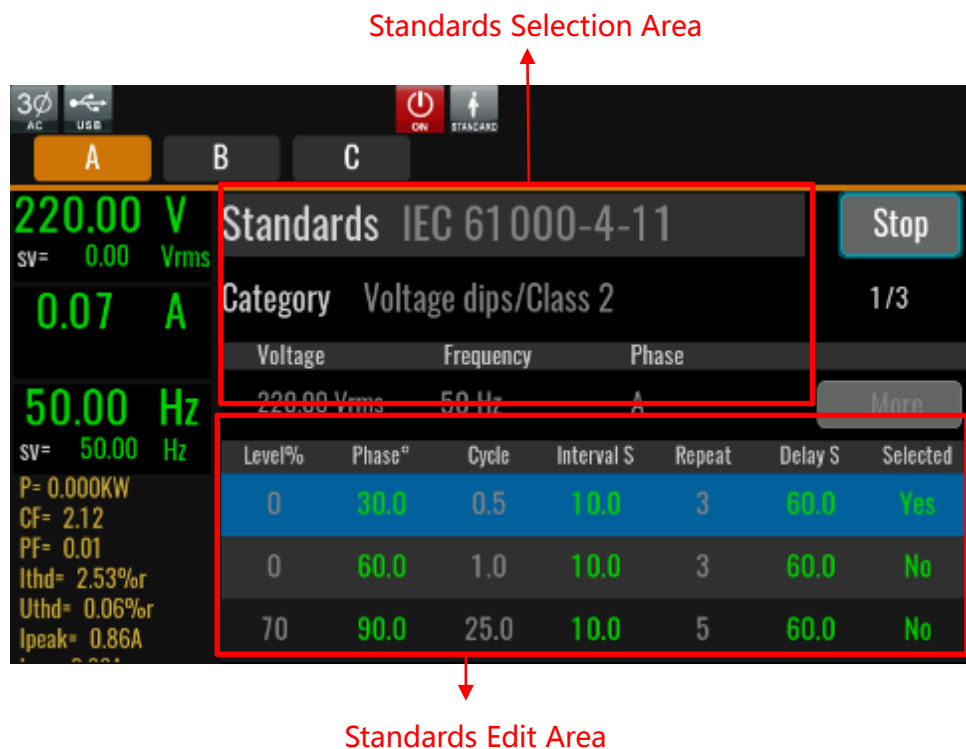 Standards Selection Area
3Ø
AC USB ON STANDARD
A B C
220.00 V
sv= 0.00 Vrms
0.07 A
50.00 Hz
sv= 50.00 Hz
P= 0.000KW
CF= 2.12
PF= 0.01
Ithd= 2.53%r
Uthd= 0.06%r
Ipeak= 0.86A
Standards IEC 61000-4-11 Stop
Category Voltage dips/Class 2 1/3
Voltage Frequency Phase
220.00 Vrms 50 Hz A More
Level% Phase° Cycle Interval S Repeat Delay S Selected
0 30.0 0.5 10.0 3 60.0 Yes
0 60.0 1.0 10.0 3 60.0 No
70 90.0 25.0 10.0 5 60.0 No
Standards Edit Area